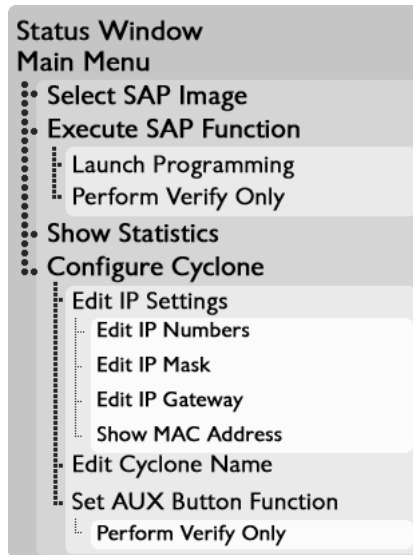 Status Window
Main Menu
Select SAP Image
Execute SAP Function
Launch Programming
Perform Verify Only
Show Statistics
Configure Cyclone
Edit IP Settings
Edit IP Numbers
Edit IP Mask
Edit IP Gateway
Show MAC Address
Edit Cyclone Name
Set AUX Button Function
Perform Verify Only